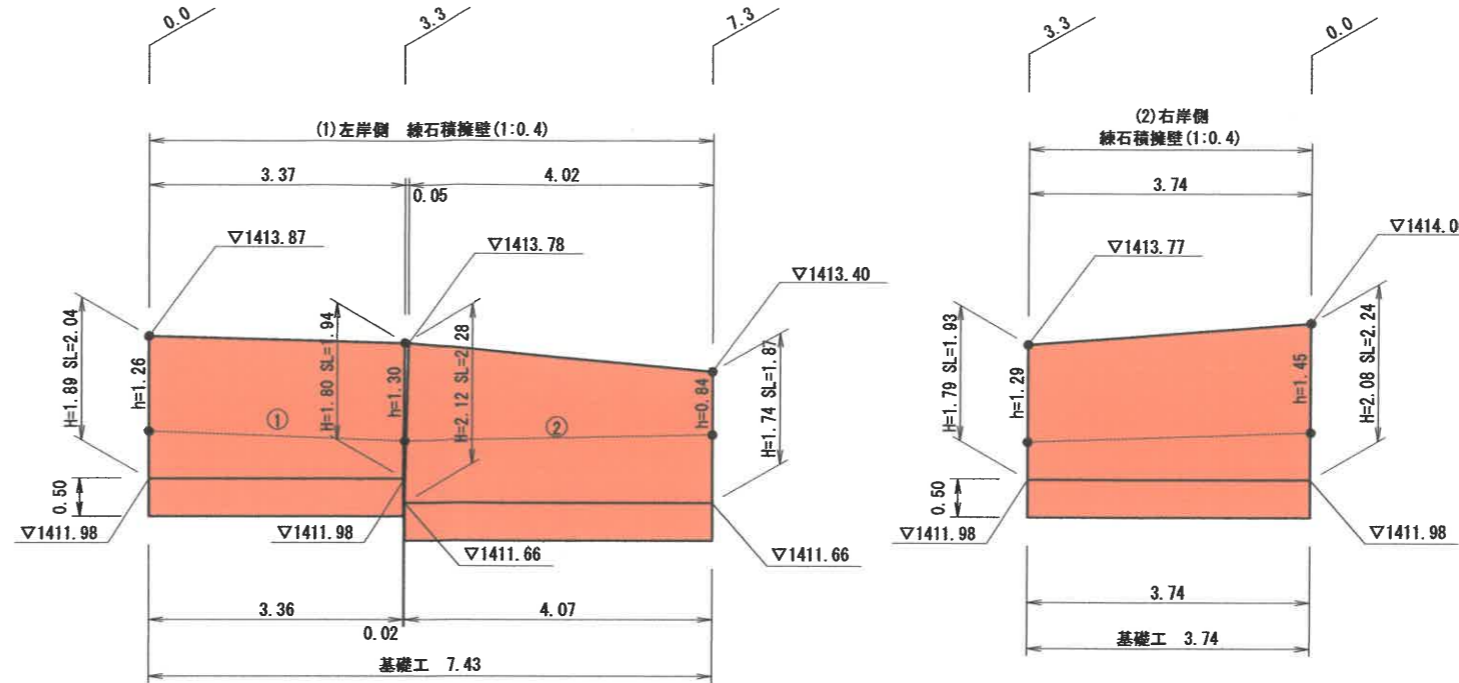 0.0
3.3
7.3
3.3
0.0
(1)左岸側 練石積擁壁(1:0.4)
(2)右岸側
練石積擁壁(1:0.4)
3.37
4.02
0.05
3.74
▽1413.87
▽1413.78
▽1413.40
▽1413.77
▽1414.0
H=1.89 SL=2.04
h=1.26
H=1.80 SL=1.94
h=1.30
H=2.12 SL=2.28
h=0.84
H=1.74 SL=1.87
H=1.79 SL=1.93
h=1.29
h=1.45
H=2.08 SL=2.24
①
②
0.50
0.50
▽1411.98
▽1411.98
▽1411.66
▽1411.66
▽1411.98
▽1411.98
3.36
0.02
4.07
3.74
基礎工 7.43
基礎工 3.74